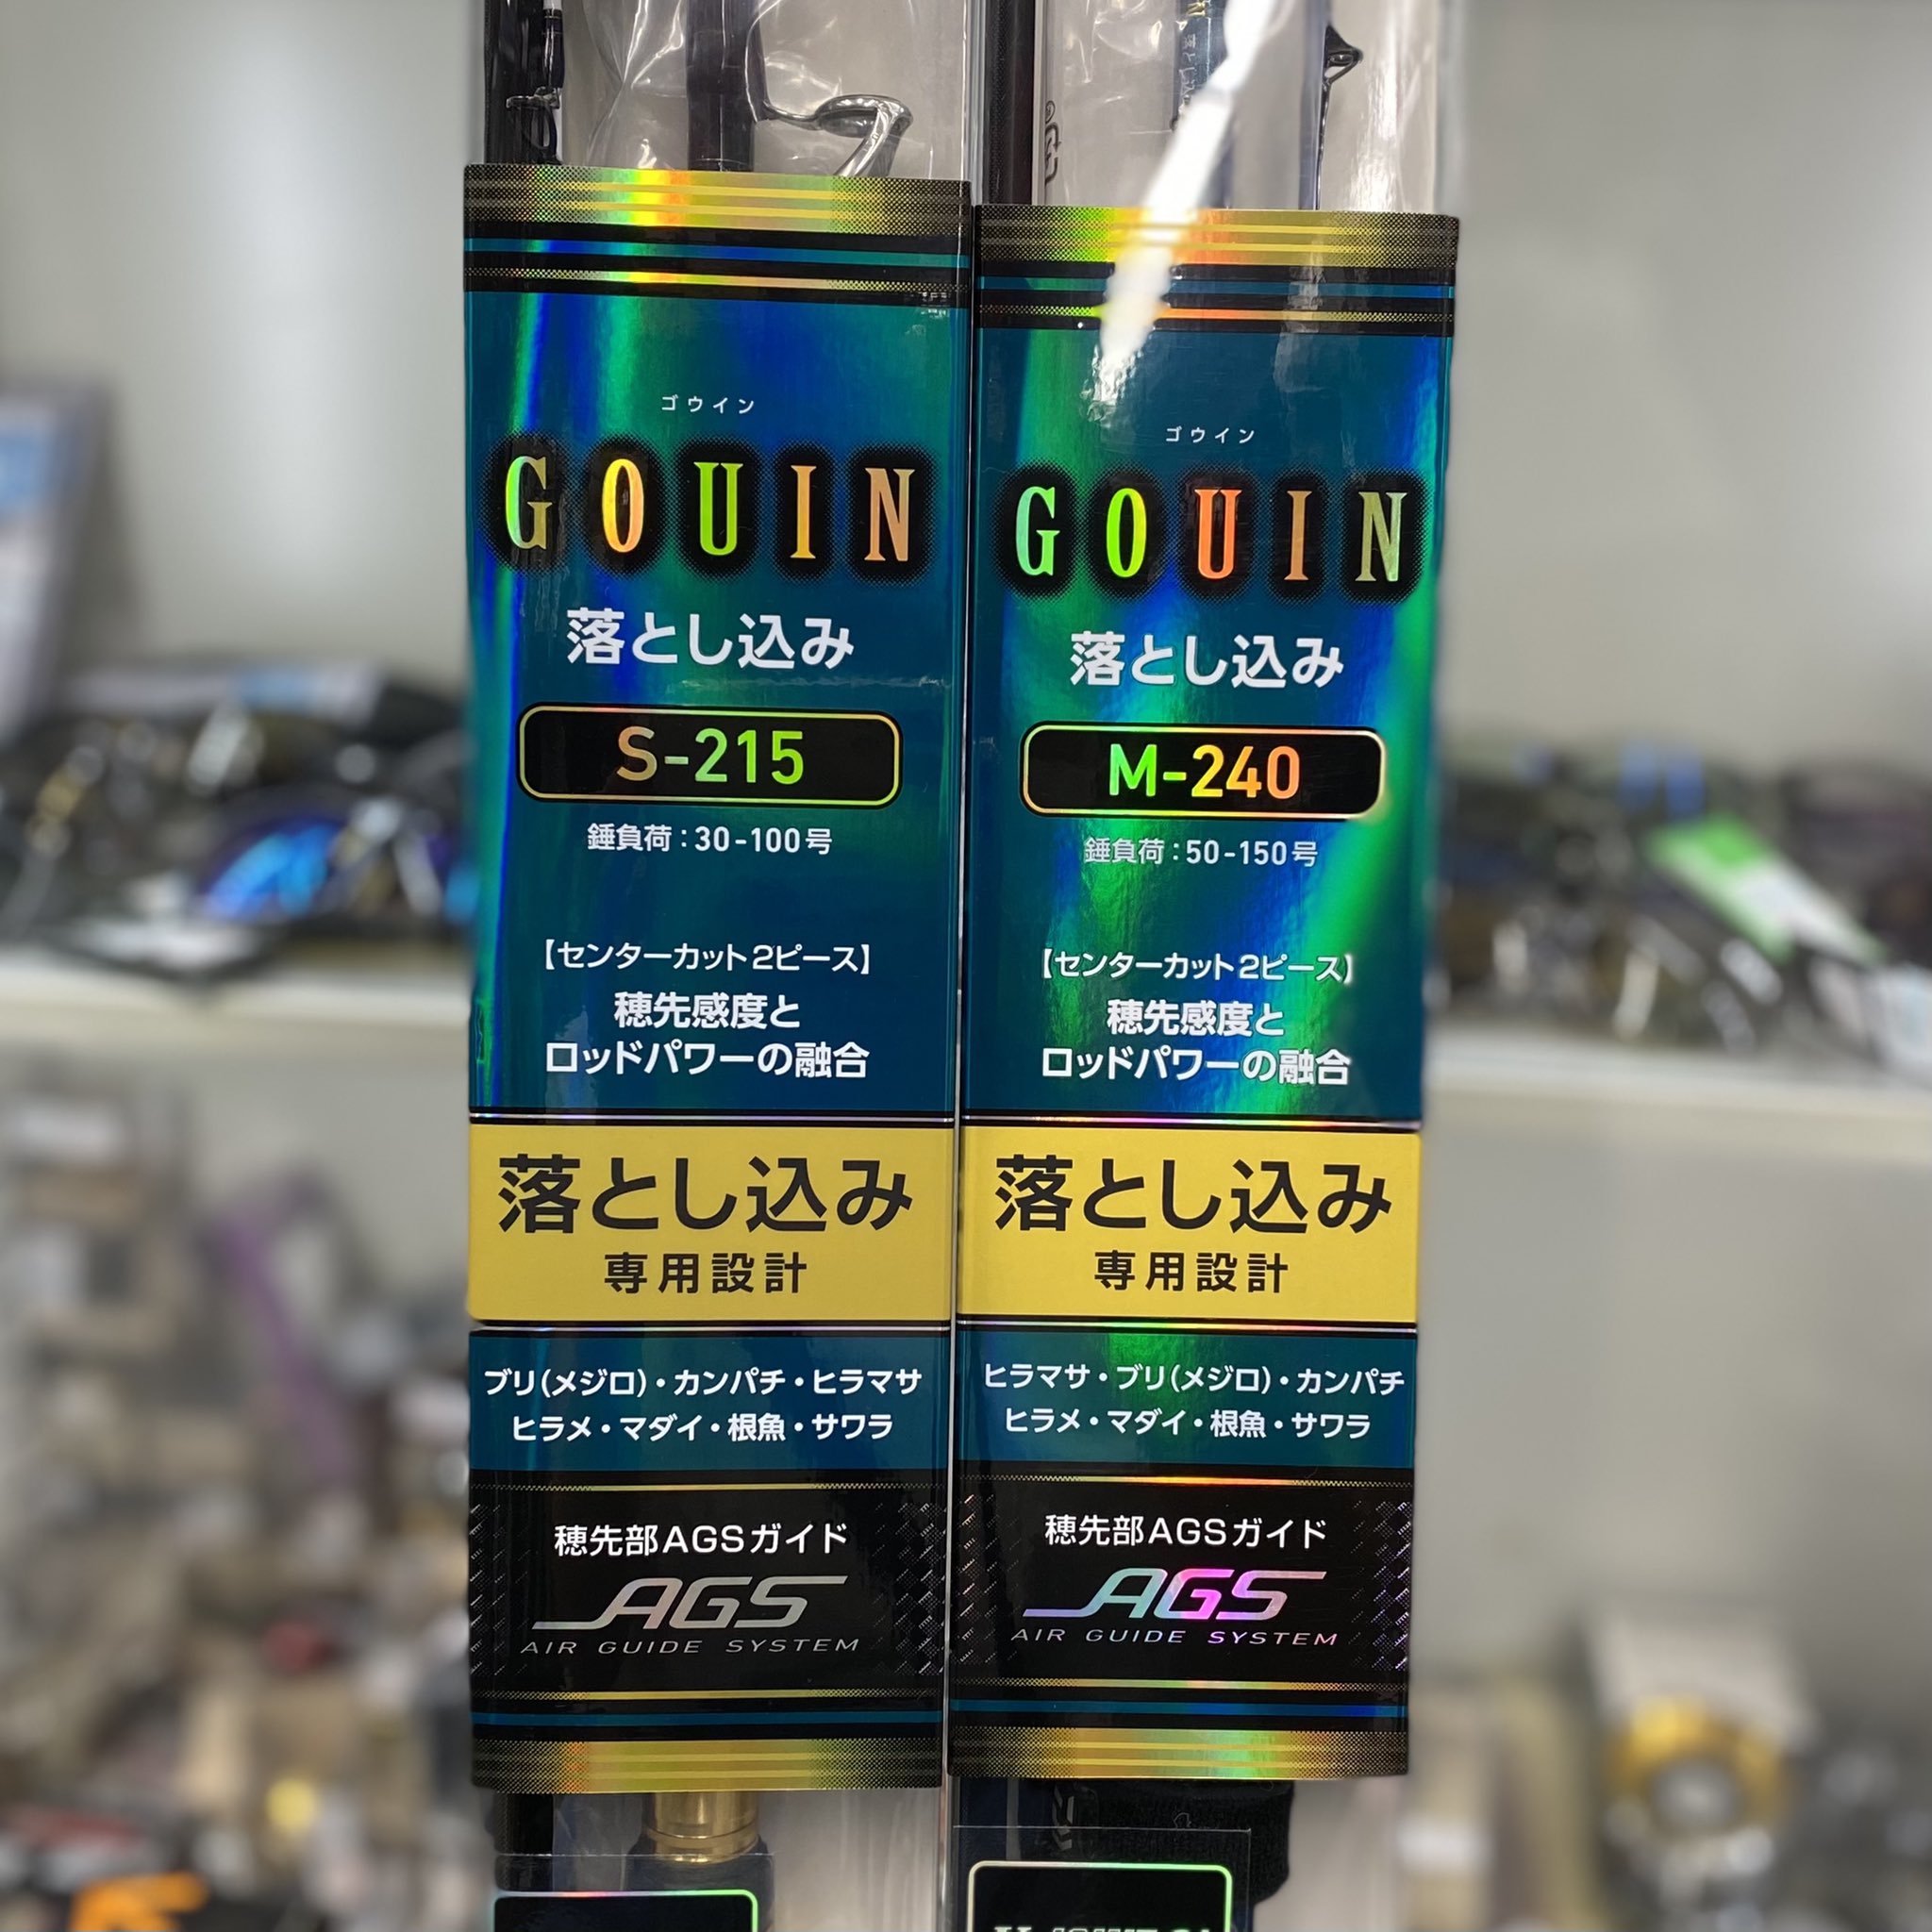 ゴウイン
GOUIN
落とし込み
S-215
錘負荷：30-100号
【センターカット2ピース】
穂先感度と
ロッドパワーの融合
落とし込み
専用設計
ブリ(メジロ)・カンパチ・ヒラマサ
ヒラメ・マダイ・根魚・サワラ
穂先部AGSガイド
AGS
AIR GUIDE SYSTEM
ゴウイン
GOUIN
落とし込み
M-240
錘負荷：50-150号
【センターカット2ピース】
穂先感度と
ロッドパワーの融合
落とし込み
専用設計
ヒラマサ・ブリ(メジロ)・カンパチ
ヒラメ・マダイ・根魚・サワラ
穂先部AGSガイド
AGS
AIR GUIDE SYSTEM